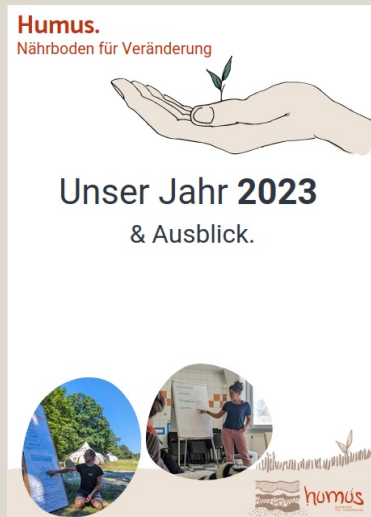 Humus.
Nährboden für Veränderung
Unser Jahr 2023
& Ausblick.
humus